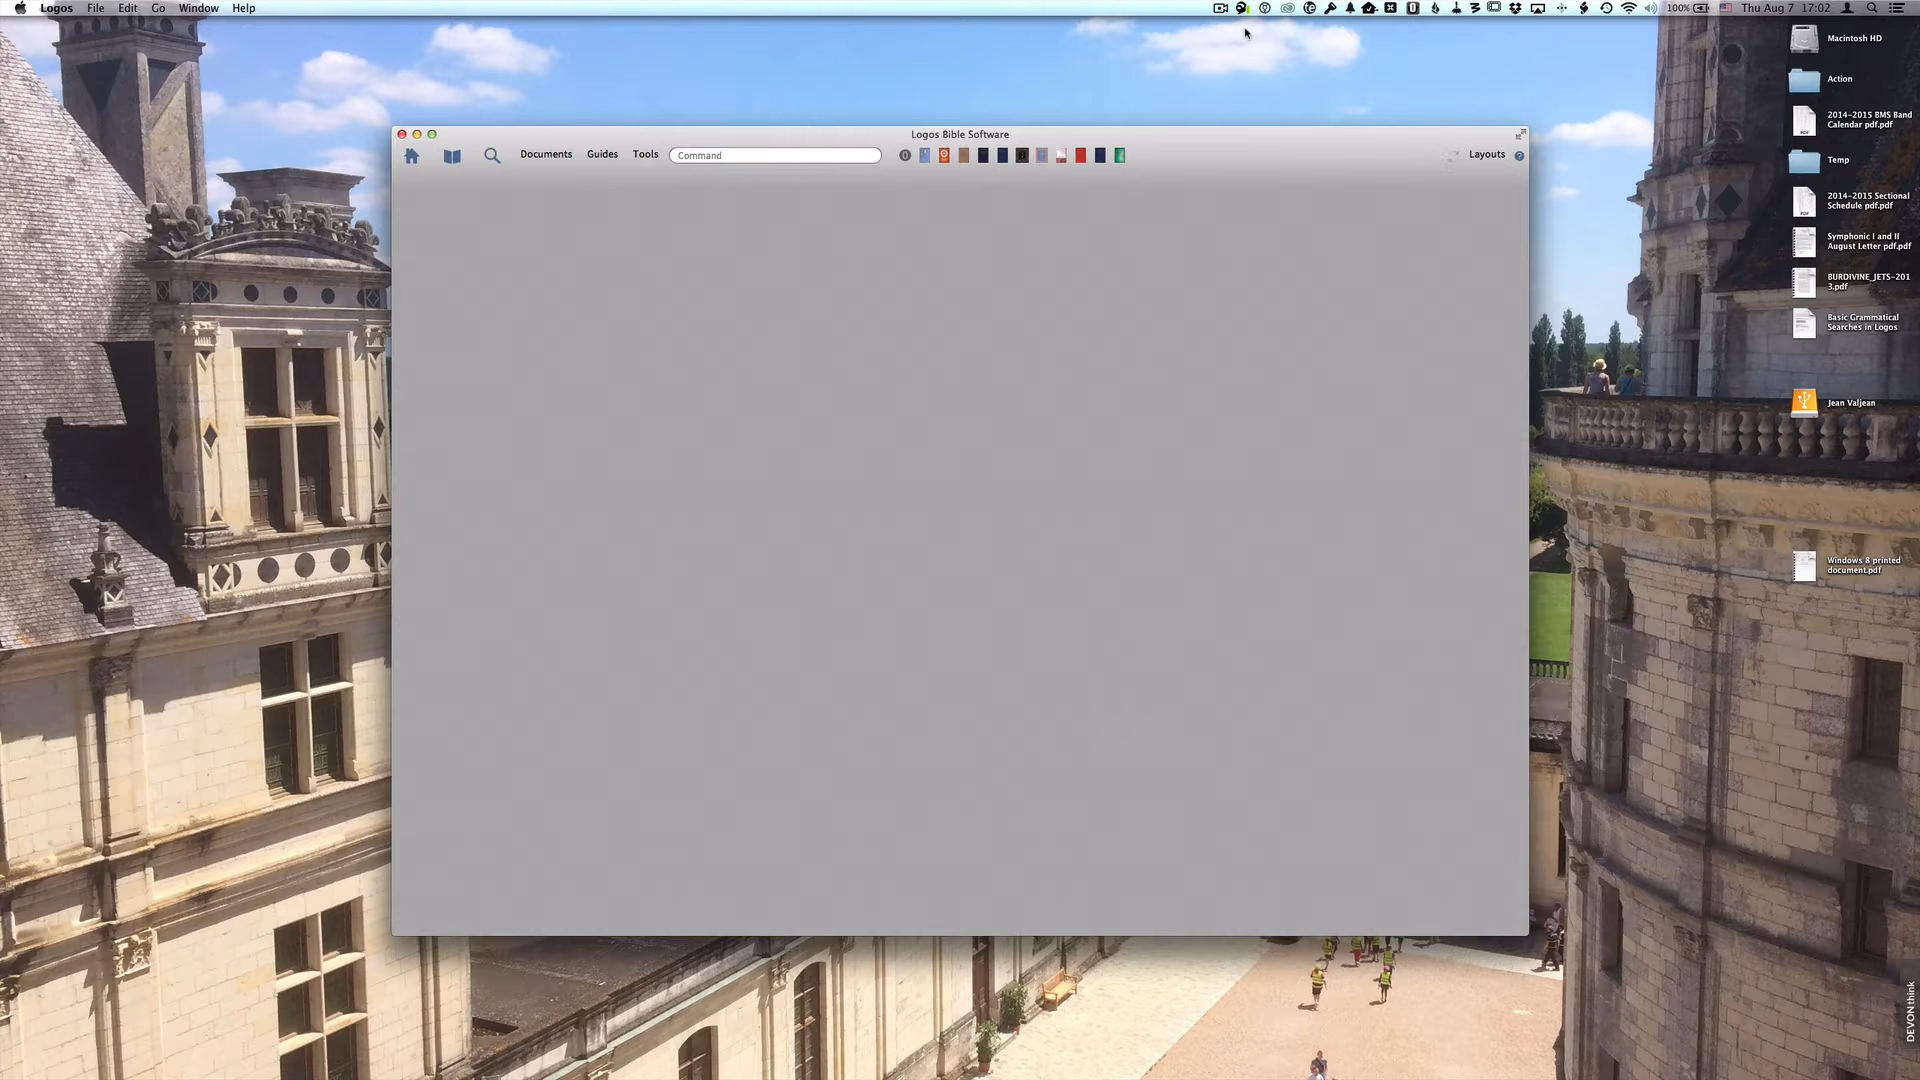 Logos File Edit Go Window Help
100% Thu Aug 7 17:02
Logos Bible Software
Documents Guides Tools Command
0
Layouts
Macintosh HD
Action
2014-2015 BMS Band
Calendar pdf.pdf
Temp
2014-2015 Sectional
Schedule pdf.pdf
Symphonic I and II
August Letter pdf.pdf
BURDIVINE_JETS-201
3.pdf
Basic Grammatical
Searches in Logos
Jean Valjean
Windows 8 printed
document.pdf
DEVONthink